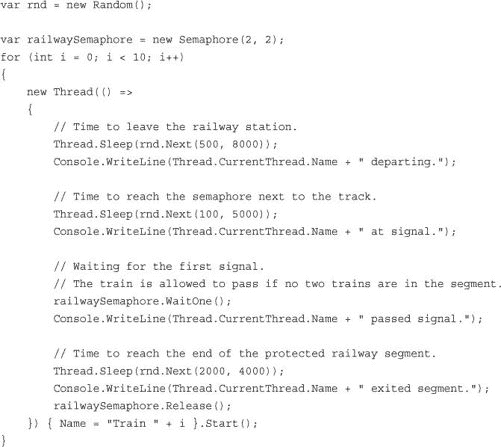 var rnd = new Random();
var railwaySemaphore = new Semaphore(2, 2);
for (int i = 0; i < 10; i++)
{
    new Thread(() =>
    {
        // Time to leave the railway station.
        Thread.Sleep(rnd.Next(500, 8000));
        Console.WriteLine(Thread.CurrentThread.Name + " departing.");
        // Time to reach the semaphore next to the track.
        Thread.Sleep(rnd.Next(100, 5000));
        Console.WriteLine(Thread.CurrentThread.Name + " at signal.");
        // Waiting for the first signal.
        // The train is allowed to pass if no two trains are in the segment.
        railwaySemaphore.WaitOne();
        Console.WriteLine(Thread.CurrentThread.Name + " passed signal.");
        // Time to reach the end of the protected railway segment.
        Thread.Sleep(rnd.Next(2000, 4000));
        Console.WriteLine(Thread.CurrentThread.Name + " exited segment.");
        railwaySemaphore.Release();
    }) { Name = "Train " + i }.Start();
}